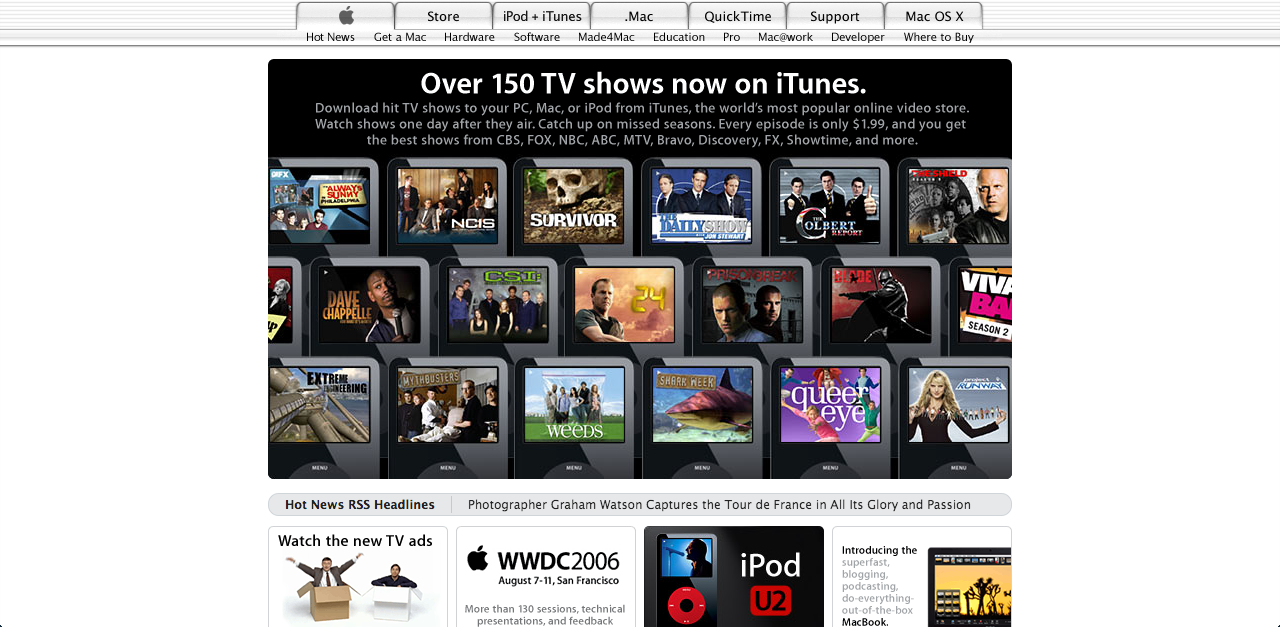 Store
iPod + iTunes
.Mac
QuickTime
Support
Mac OS X
Hot News
Get a Mac
Hardware
Software
Made4Mac
Education
Pro
Mac@work
Developer
Where to Buy
Over 150 TV shows now on iTunes.
Download hit TV shows to your PC, Mac, or iPod from iTunes, the world's most popular online video store.
Watch shows one day after they air. Catch up on missed seasons. Every episode is only $1.99, and you get
the best shows from CBS, FOX, NBC, ABC, MTV, Bravo, Discovery, FX, Showtime, and more.
FX
ALWAYS
SUNNY
PHILADELPHIA
NCIS
SURVIVOR
THE
DAILY SHOW
JON STEWART
THE
OLBERT
REPORT
THE SHIELD
DAVE
CHAPPELLE
CSI:
24
PRISON BREAK
BLADE
VIVA
BA
SEASON 2
EXTREME
ENGINEERING
MYTHBUSTERS
WEEDS
SHARK WEEK
queer
eye
project
RUNWAY
MENU
MENU
MENU
MENU
MENU
MENU
Hot News RSS Headlines
Photographer Graham Watson Captures the Tour de France in All Its Glory and Passion
Watch the new TV ads
WWDC2006
August 7-11, San Francisco
More than 130 sessions, technical
presentations, and feedback
iPod
U2
Introducing the
superfast,
blogging,
podcasting,
do-everything-
out-of-the-box
MacBook.